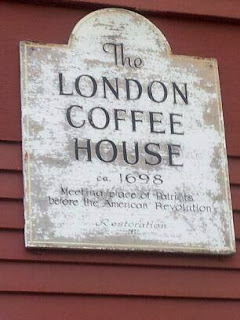 The
LONDON
COFFEE
HOUSE
ca. 1698
Meeting place of Patriots
before the American Revolution
Restoration